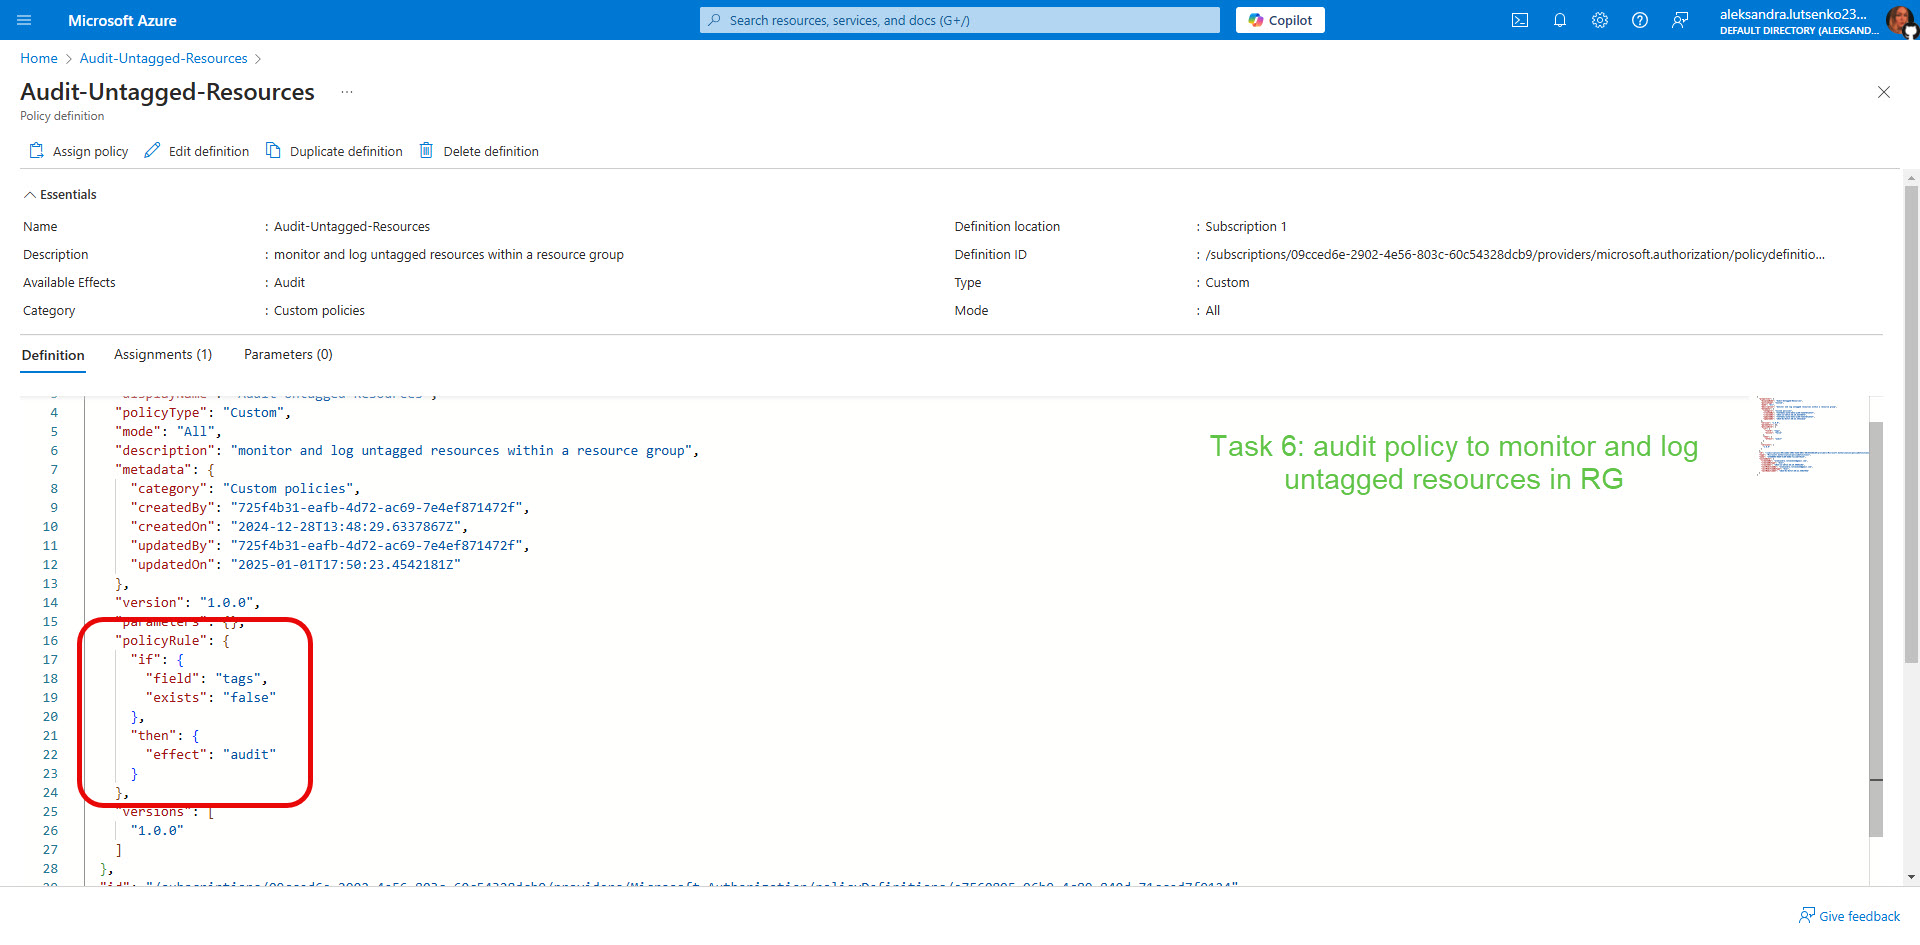 Microsoft Azure
Search resources, services, and docs (G+/)
Copilot
aleksandra.lutsenko23...
DEFAULT DIRECTORY (ALEKSAND...
Home > Audit-Untagged-Resources >
Audit-Untagged-Resources ...
Policy definition
Assign policy Edit definition Duplicate definition Delete definition
Essentials
Name : Audit-Untagged-Resources
Description : monitor and log untagged resources within a resource group
Available Effects : Audit
Category : Custom policies
Definition location : Subscription 1
Definition ID : /subscriptions/09cced6e-2902-4e56-803c-60c54328dcb9/providers/microsoft.authorization/policydefinitio...
Type : Custom
Mode : All
Definition Assignments (1) Parameters (0)
3 "displayName": "Audit-Untagged-Resources",
4 "policyType": "Custom",
5 "mode": "All",
6 "description": "monitor and log untagged resources within a resource group",
7 "metadata": {
8 "category": "Custom policies",
9 "createdBy": "725f4b31-eafb-4d72-ac69-7e4ef871472f",
10 "createdOn": "2024-12-28T13:48:29.6337867Z",
11 "updatedBy": "725f4b31-eafb-4d72-ac69-7e4ef871472f",
12 "updatedOn": "2025-01-01T17:50:23.4542181Z"
13 },
14 "version": "1.0.0",
15 "parameters": {},
16 "policyRule": {
17 "if": {
18 "field": "tags",
19 "exists": "false"
20 },
21 "then": {
22 "effect": "audit"
23 }
24 },
25 "versions": [
26 "1.0.0"
27 ]
28 },
29 "id":
Task 6: audit policy to monitor and log
untagged resources in RG
Give feedback